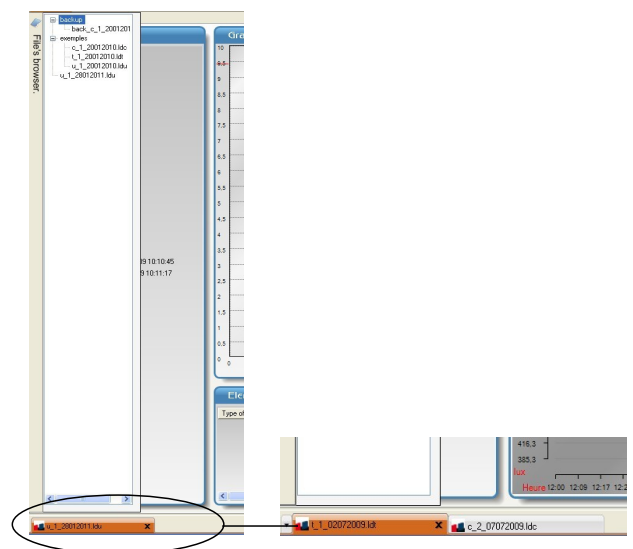 backup
back_c_1_2001201
exemples
c_1_20012010.ldc
t_1_20012010.ldt
u_1_20012010.ldu
u_1_28012011.ldu
File's browser.
Gra
10
9,5
9
8,5
8
7,5
7
6,5
6
5,5
5
4,5
4
3,5
3
2,5
2
1,5
1
0,5
0
0
19 10:10:45
9 10:11:17
Ele
Type of
u_1_28012011.ldu
416,3
385,3
lux
Heure 12:00 12:09 12:17 12:2
t_1_02072009.ldt
c_2_07072009.ldc